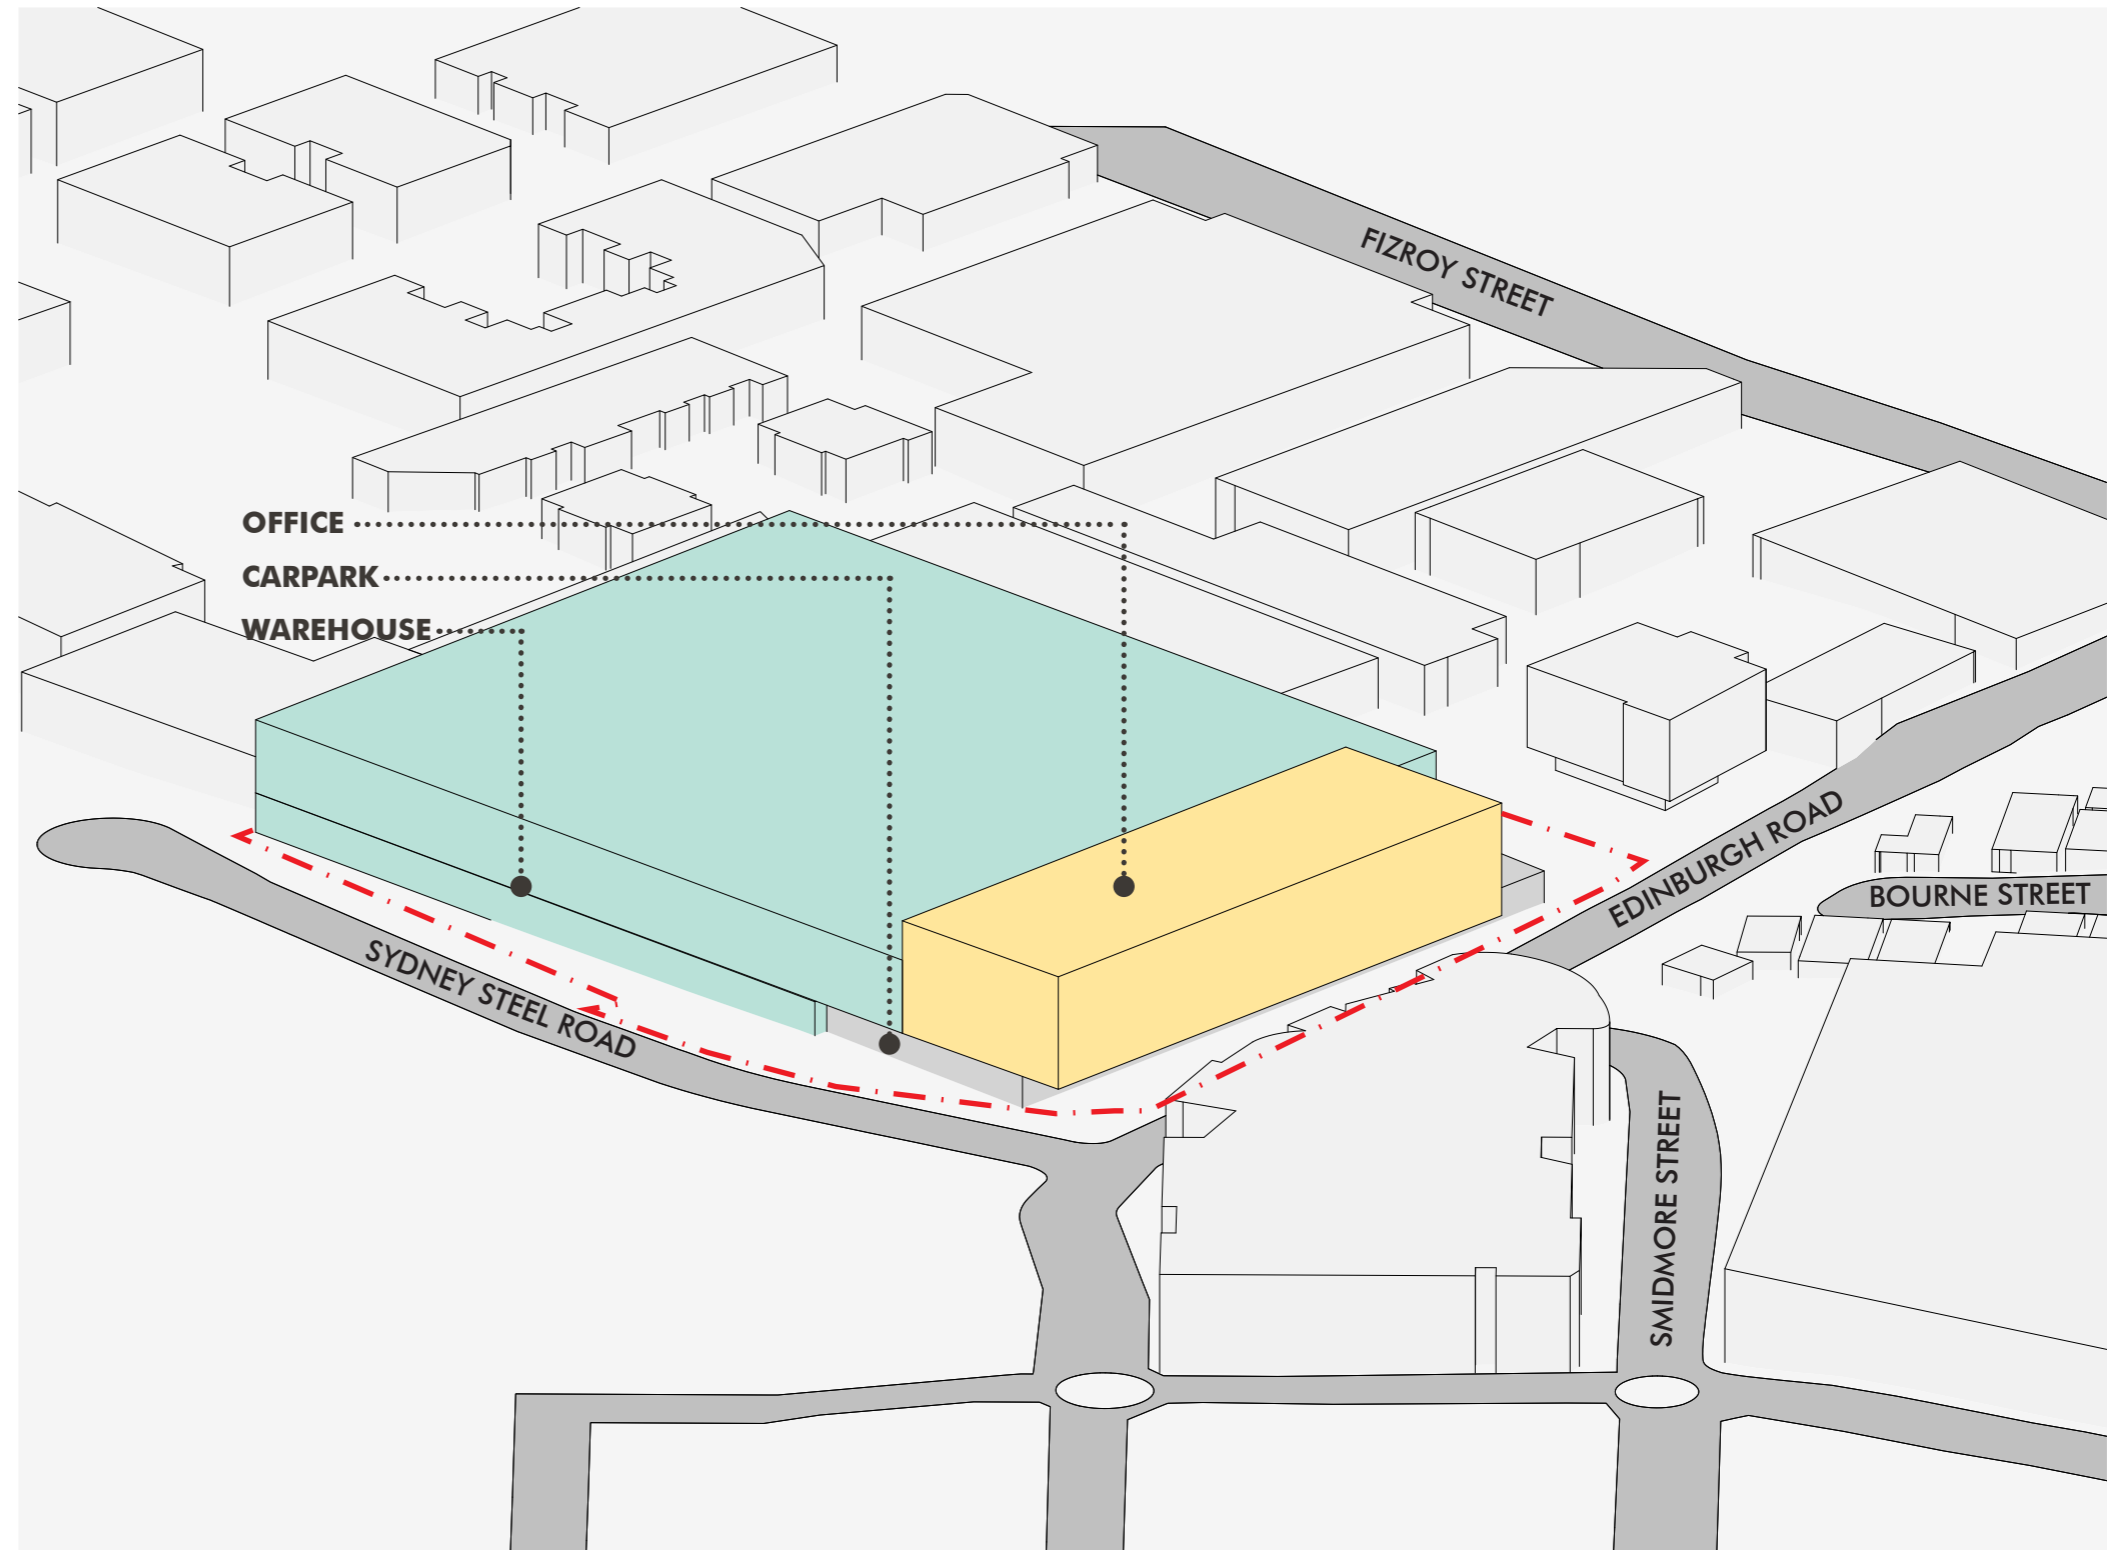 FIZROY STREET
OFFICE
CARPARK
WAREHOUSE
EDINBURGH ROAD
BOURNE STREET
SYDNEY STEEL ROAD
SMIDMORE STREET